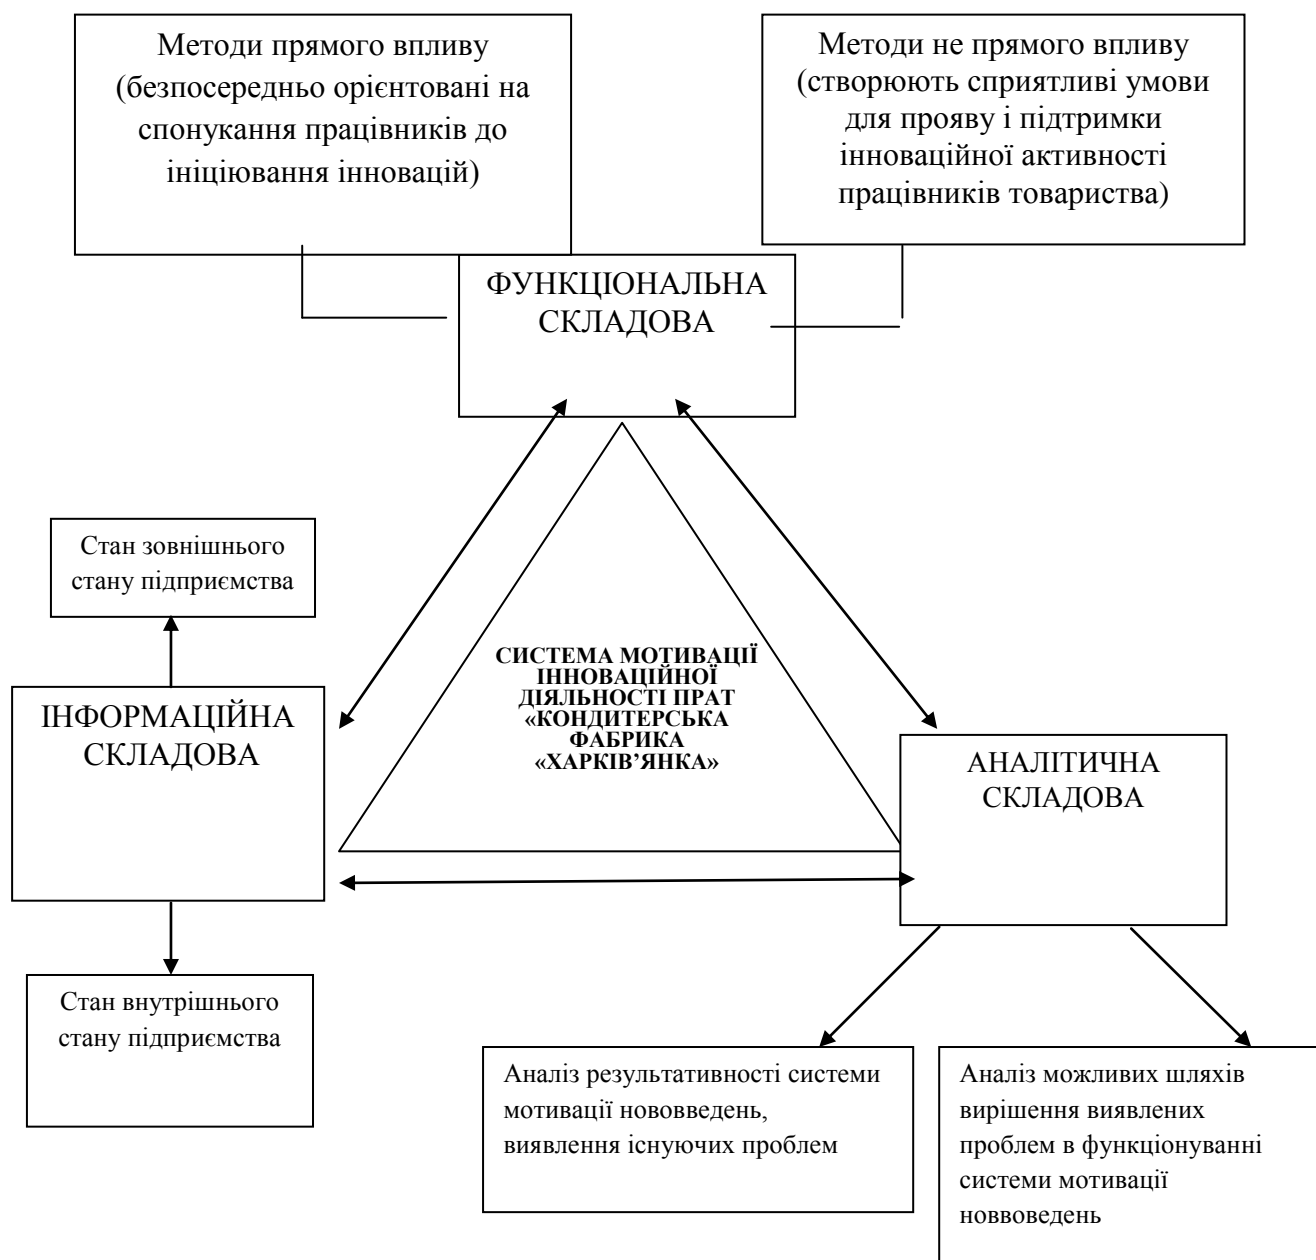 Методи прямого впливу
(безпосередньо орієнтовані на
спонукання працівників до
ініціювання інновацій)
Методи не прямого впливу
(створюють сприятливі умови
для прояву і підтримки
інноваційної активності
працівників товариства)
ФУНКЦІОНАЛЬНА
СКЛАДОВА
Стан зовнішнього
стану підприємства
СИСТЕМА МОТИВАЦІЇ
ІННОВАЦІЙНОЇ
ДІЯЛЬНОСТІ ПРАТ
«КОНДИТЕРСЬКА
ФАБРИКА
«ХАРКІВ’ЯНКА»
ІНФОРМАЦІЙНА
СКЛАДОВА
АНАЛІТИЧНА
СКЛАДОВА
Стан внутрішнього
стану підприємства
Аналіз результативності системи
мотивації нововведень,
виявлення існуючих проблем
Аналіз можливих шляхів
вирішення виявлених
проблем в функціонуванні
системи мотивації
новвоведень